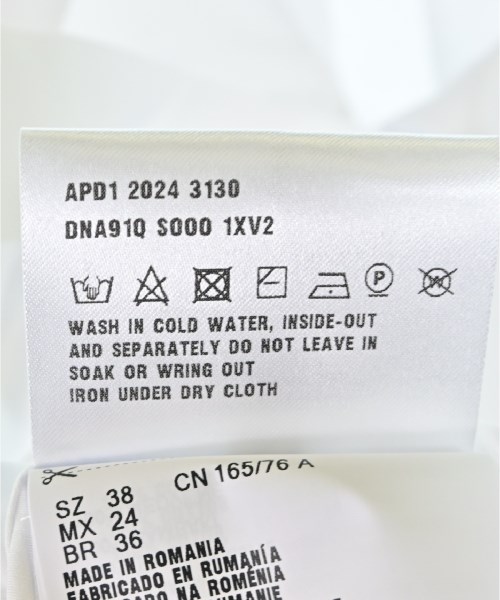 APD1 2024 3130
DNA91Q S000 1XV2
P W
WASH IN COLD WATER, INSIDE-OUT
AND SEPARATELY DO NOT LEAVE IN
SOAK OR WRING OUT
IRON UNDER DRY CLOTH
CN 165/76 A
SZ 38
MX 24
BR 36
MADE IN ROMANIA
FABRICADO EN RUMANÍA
FABRICADO NA ROMÉNIA